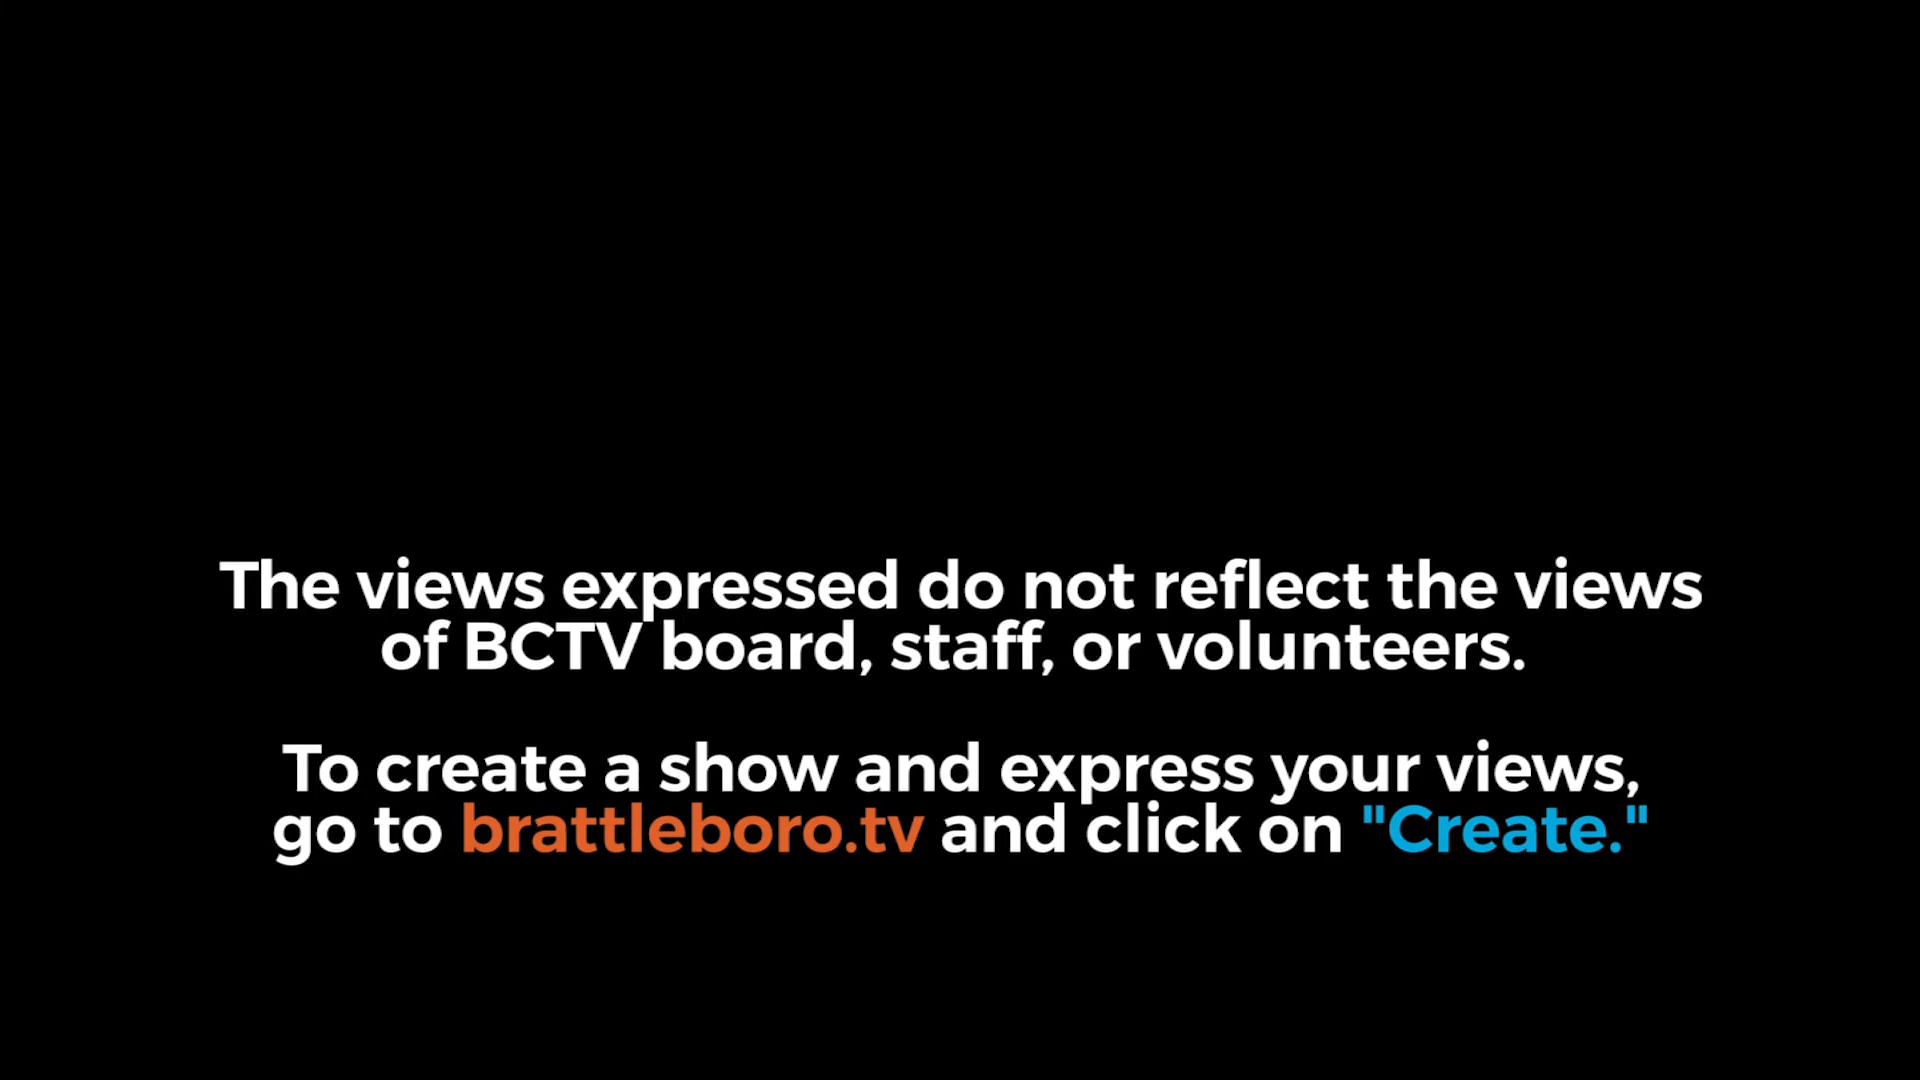 The views expressed do not reflect the views
of BCTV board, staff, or volunteers.
To create a show and express your views,
go to brattleboro.tv and click on "Create."